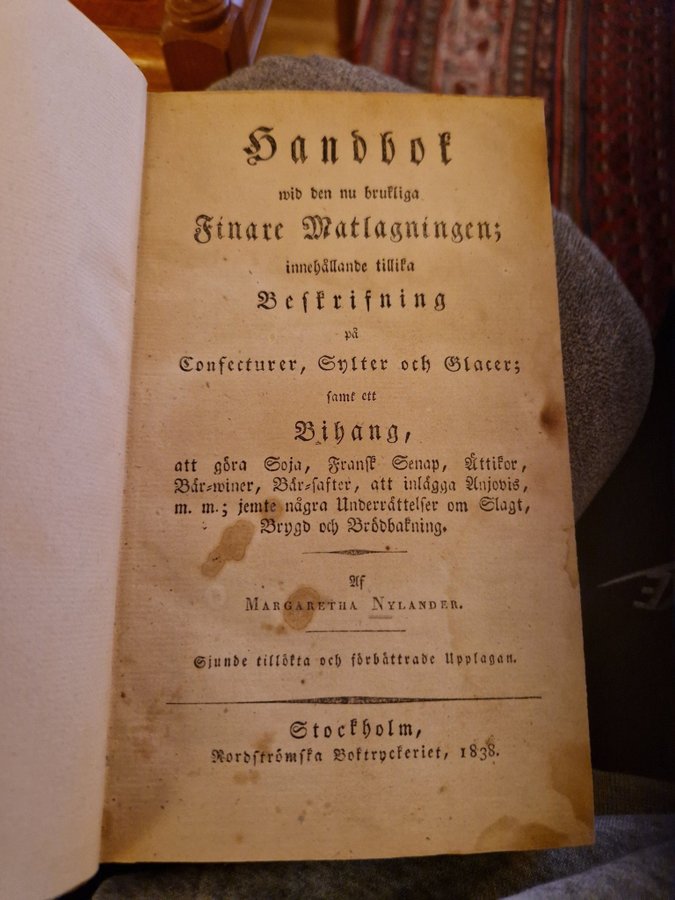 Handbok
wid den nu brukliga
Finare Matlagningen;
innehållande tillika
Beskrifning
på
Confecturer, Sylter och Glacer;
samt ett
Bihang,
att göra Soja, Fransk Senap, Ättikor,
Bär-winer, Bär-safter, att inlägga Anjovis,
m. m.; jemte några Underrättelser om Slagt,
Brygd och Brödbakning.
Af
MARGARETHA NYLANDER.
Sjunde tillökta och förbättrade Upplagan.
Stockholm,
Nordströmska Boktryckeriet, 1838.